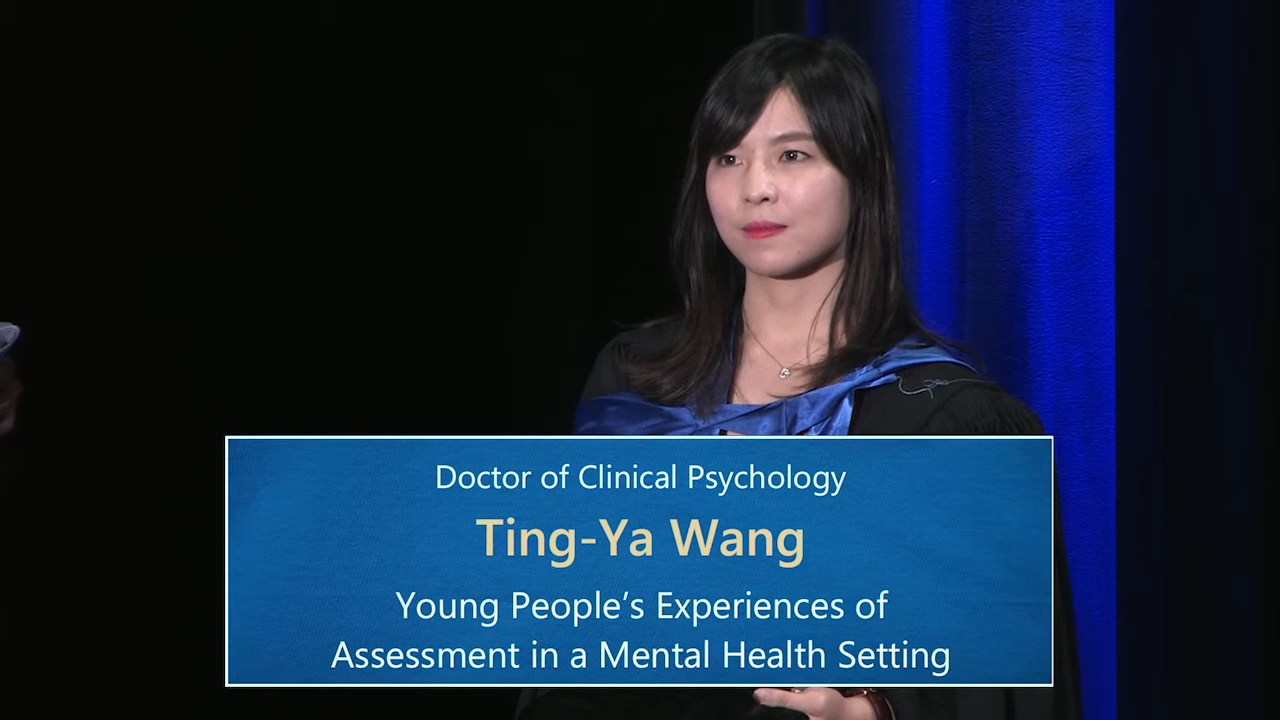 Doctor of Clinical Psychology
Ting-Ya Wang
Young People’s Experiences of
Assessment in a Mental Health Setting